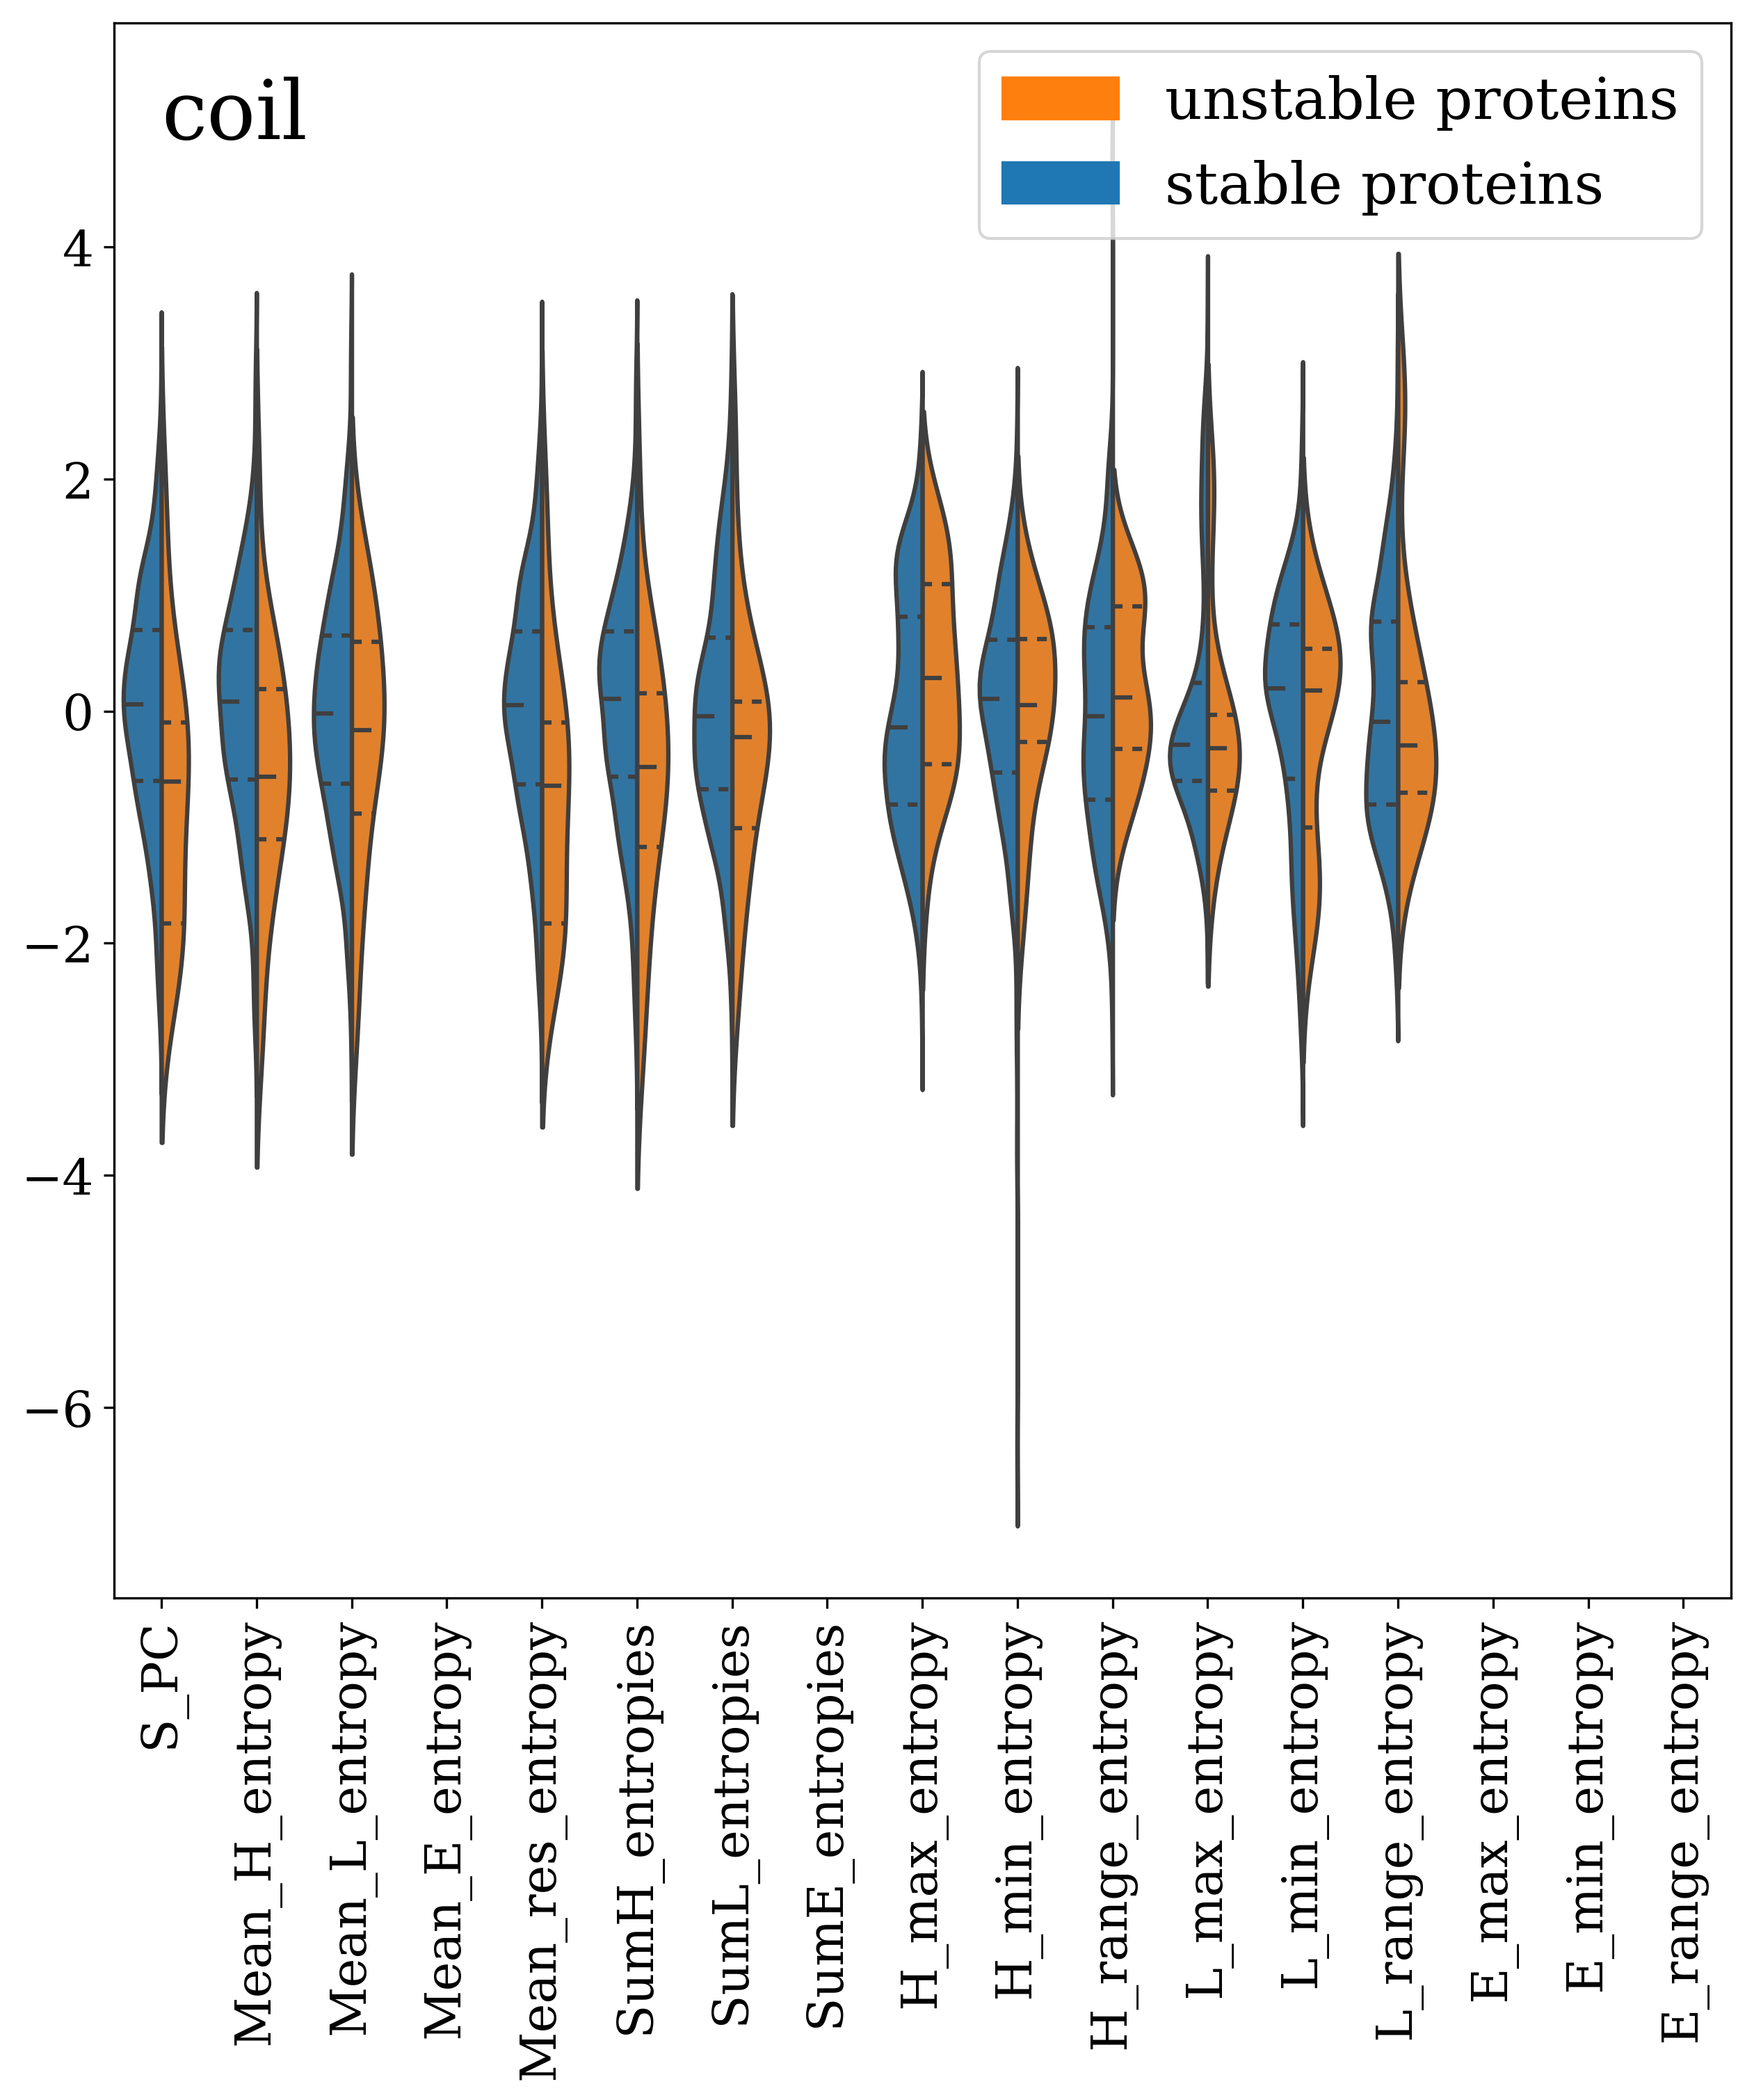 coil
unstable proteins
stable proteins
4
2
0
−2
−4
−6
S_PC
Mean_H_entropy
Mean_L_entropy
Mean_E_entropy
Mean_res_entropy
SumH_entropies
SumL_entropies
SumE_entropies
H_max_entropy
H_min_entropy
H_range_entropy
L_max_entropy
L_min_entropy
L_range_entropy
E_max_entropy
E_min_entropy
E_range_entropy